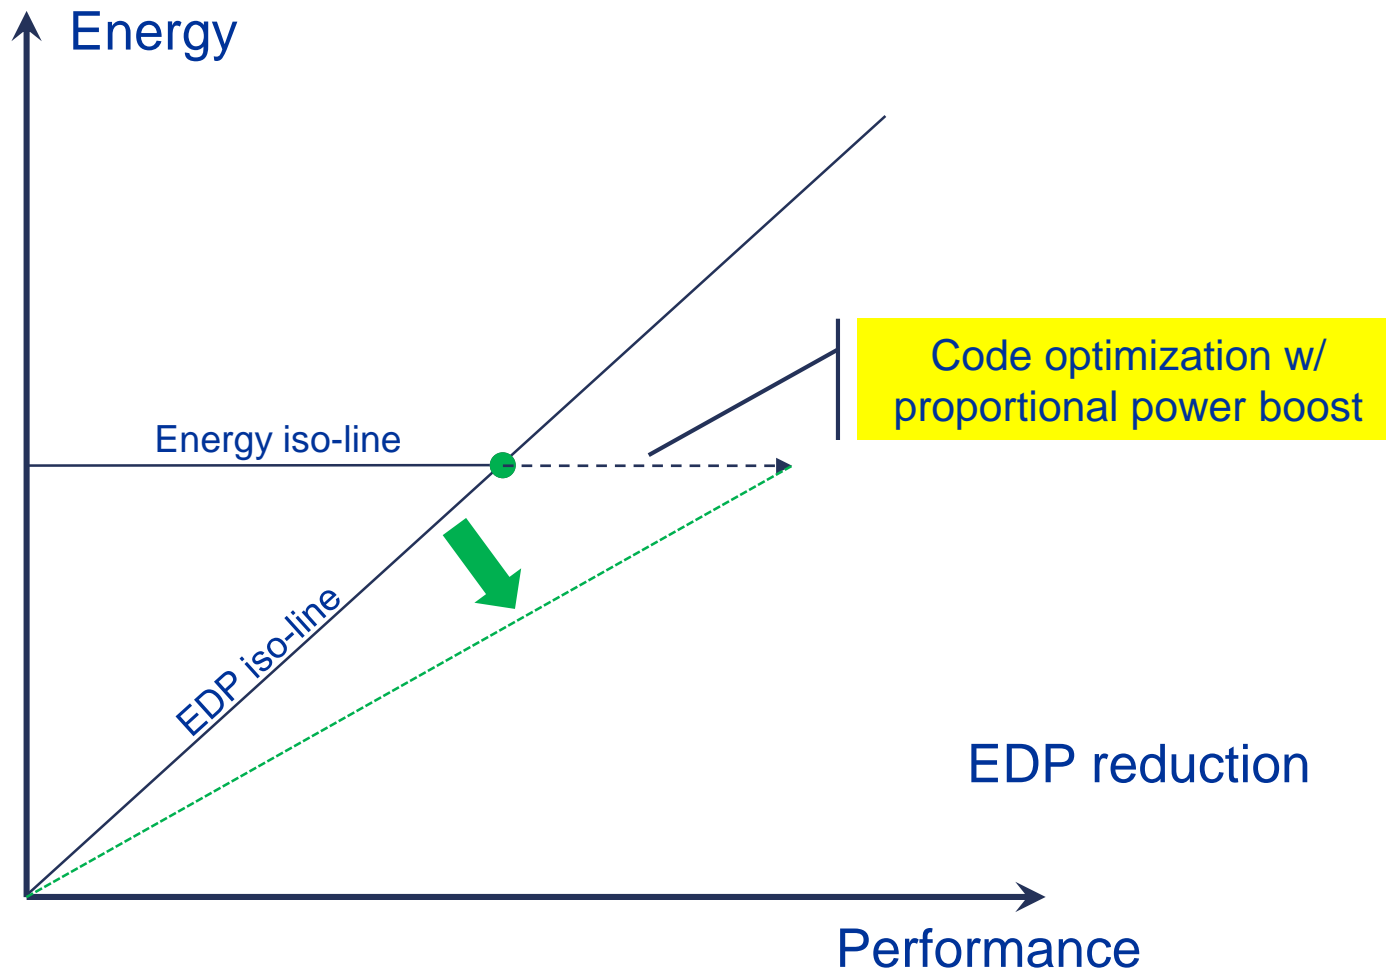 Energy
Code optimization w/
proportional power boost
Energy iso-line
EDP iso-line
EDP reduction
Performance